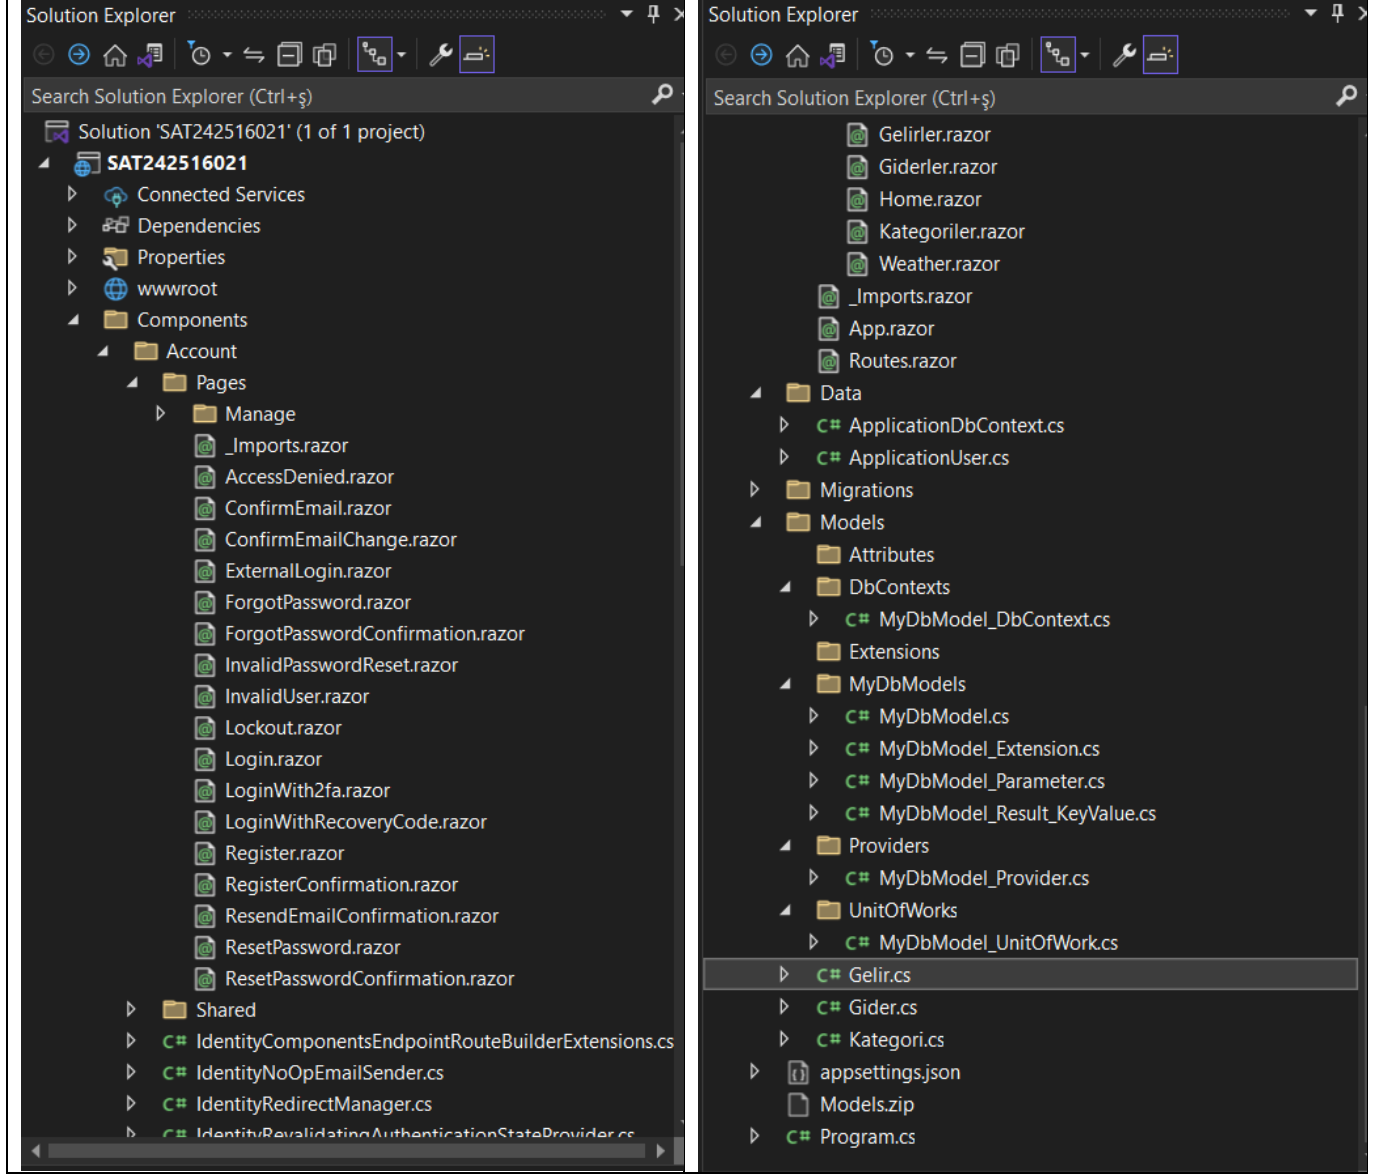 Solution Explorer
Search Solution Explorer (Ctrl+ş)
Solution 'SAT242516021' (1 of 1 project)
SAT242516021
Connected Services
Dependencies
Properties
wwwroot
Components
Account
Pages
Manage
_Imports.razor
AccessDenied.razor
ConfirmEmail.razor
ConfirmEmailChange.razor
ExternalLogin.razor
ForgotPassword.razor
ForgotPasswordConfirmation.razor
InvalidPasswordReset.razor
InvalidUser.razor
Lockout.razor
Login.razor
LoginWith2fa.razor
LoginWithRecoveryCode.razor
Register.razor
RegisterConfirmation.razor
ResendEmailConfirmation.razor
ResetPassword.razor
ResetPasswordConfirmation.razor
Shared
C# IdentityComponentsEndpointRouteBuilderExtensions.cs
C# IdentityNoOpEmailSender.cs
C# IdentityRedirectManager.cs
C# IdentityRevalidatingAuthenticationStateProvider.cs
Solution Explorer
Search Solution Explorer (Ctrl+ş)
Gelirler.razor
Giderler.razor
Home.razor
Kategoriler.razor
Weather.razor
_Imports.razor
App.razor
Routes.razor
Data
C# ApplicationDbContext.cs
C# ApplicationUser.cs
Migrations
Models
Attributes
DbContexts
C# MyDbModel_DbContext.cs
Extensions
MyDbModels
C# MyDbModel.cs
C# MyDbModel_Extension.cs
C# MyDbModel_Parameter.cs
C# MyDbModel_Result_KeyValue.cs
Providers
C# MyDbModel_Provider.cs
UnitOfWorks
C# MyDbModel_UnitOfWork.cs
C# Gelir.cs
C# Gider.cs
C# Kategori.cs
appsettings.json
Models.zip
C# Program.cs